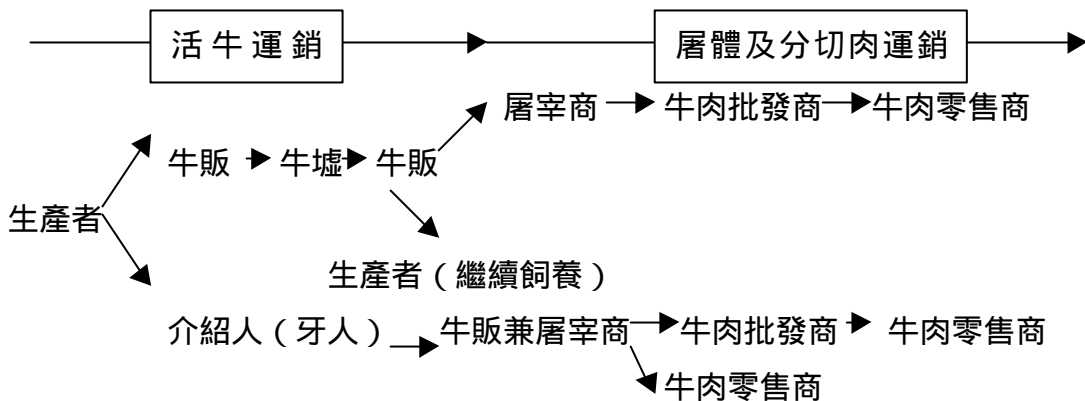 活牛運銷 屠體及分切肉運銷
屠宰商 牛肉批發商 牛肉零售商
牛販 牛墟 牛販
生產者
生產者（繼續飼養）
介紹人（牙人） 牛販兼屠宰商 牛肉批發商 牛肉零售商
牛肉零售商